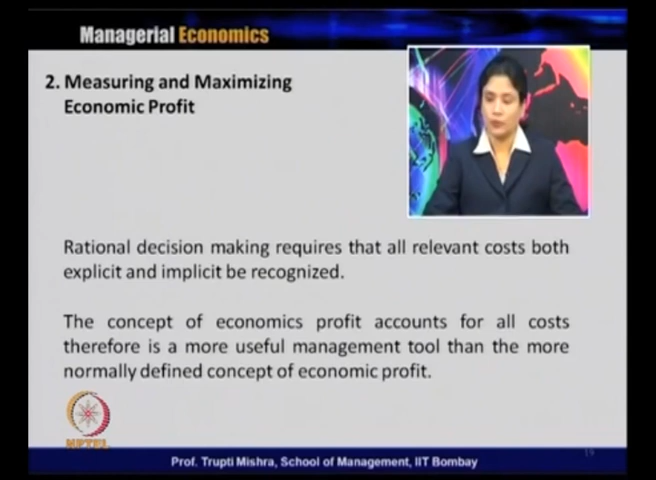 Managerial Economics
2. Measuring and Maximizing
Economic Profit
Rational decision making requires that all relevant costs both
explicit and implicit be recognized.
The concept of economics profit accounts for all costs
therefore is a more useful management tool than the more
normally defined concept of economic profit.
NPTEL
Prof. Trupti Mishra, School of Management, IIT Bombay
19